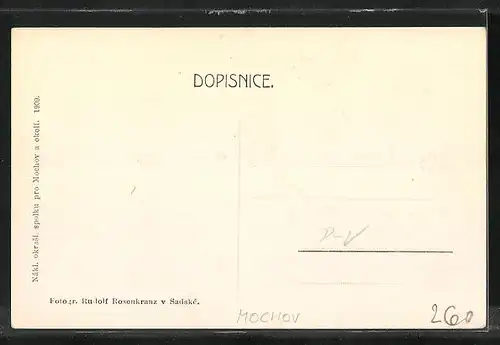 DOPISNICE.
Nákl. okrašl. spolku pro Mochov a okolí. 1909.
Fotogr. Rudolf Rosenkranz v Sadské.
MOCHOV
260